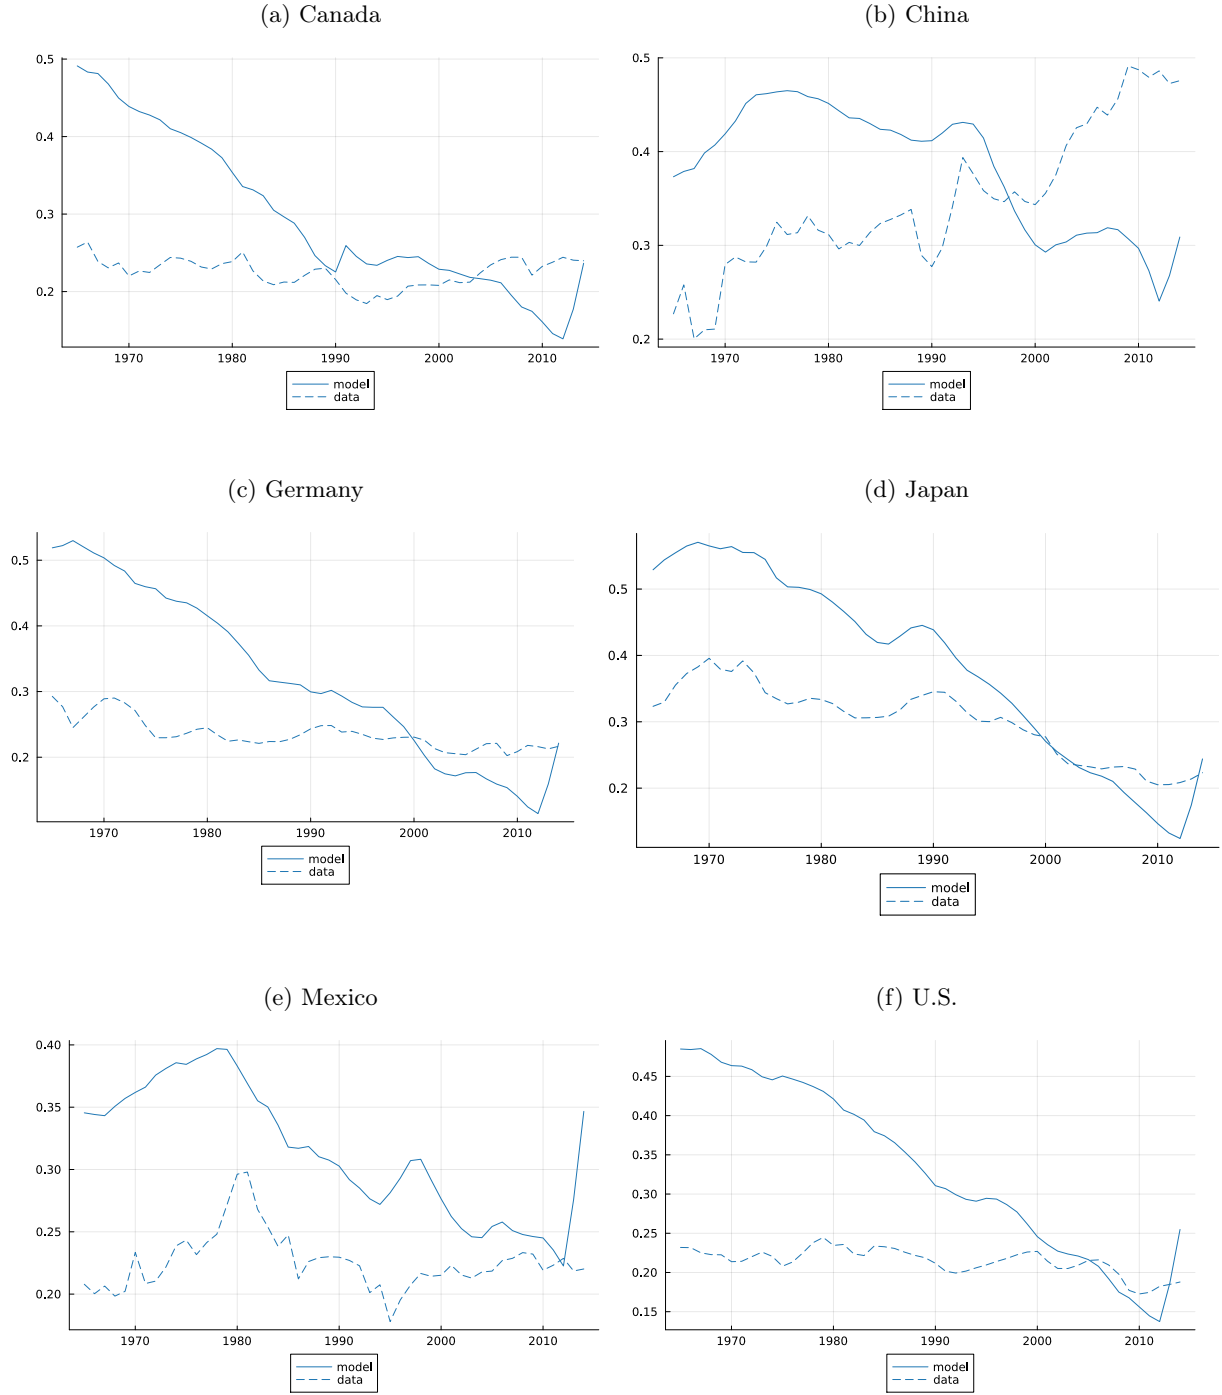 (a) Canada
(b) China
0.5
0.4
0.3
0.2
1970 1980 1990 2000 2010
model
data
0.5
0.4
0.3
0.2
1970 1980 1990 2000 2010
model
data
(c) Germany
(d) Japan
0.5
0.4
0.3
0.2
1970 1980 1990 2000 2010
model
data
0.5
0.4
0.3
0.2
1970 1980 1990 2000 2010
model
data
(e) Mexico
(f) U.S.
0.40
0.35
0.30
0.25
0.20
1970 1980 1990 2000 2010
model
data
0.45
0.40
0.35
0.30
0.25
0.20
0.15
1970 1980 1990 2000 2010
model
data